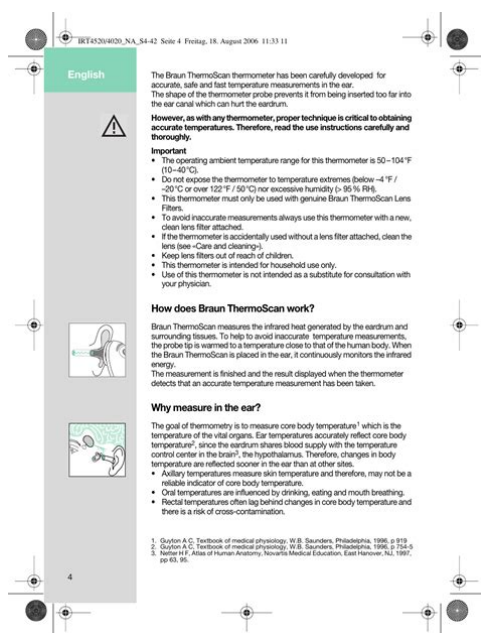 IRT4520/4020_NA_S4-42 Seite 4 Freitag, 18. August 2006 11:33 11
English
The Braun ThermoScan thermometer has been carefully developed for
accurate, safe and fast temperature measurements in the ear.
The shape of the thermometer probe prevents it from being inserted too far into
the ear canal which can hurt the eardrum.
However, as with any thermometer, proper technique is critical to obtaining
accurate temperatures. Therefore, read the use instructions carefully and
thoroughly.
Important
• The operating ambient temperature range for this thermometer is 50–104 °F
(10–40 °C).
• Do not expose the thermometer to temperature extremes (below –4 °F /
–20 °C or over 122 °F / 50 °C) nor excessive humidity (> 95 % RH).
• This thermometer must only be used with genuine Braun ThermoScan Lens
Filters.
• To avoid inaccurate measurements always use this thermometer with a new,
clean lens filter attached.
• If the thermometer is accidentally used without a lens filter attached, clean the
lens (see «Care and cleaning»).
• Keep lens filters out of reach of children.
• This thermometer is intended for household use only.
• Use of this thermometer is not intended as a substitute for consultation with
your physician.
How does Braun ThermoScan work?
Braun ThermoScan measures the infrared heat generated by the eardrum and
surrounding tissues. To help to avoid inaccurate temperature measurements,
the probe tip is warmed to a temperature close to that of the human body. When
the Braun ThermoScan is placed in the ear, it continuously monitors the infrared
energy.
The measurement is finished and the result displayed when the thermometer
detects that an accurate temperature measurement has been taken.
Why measure in the ear?
The goal of thermometry is to measure core body temperature1 which is the
temperature of the vital organs. Ear temperatures accurately reflect core body
temperature2, since the eardrum shares blood supply with the temperature
control center in the brain3, the hypothalamus. Therefore, changes in body
temperature are reflected sooner in the ear than at other sites.
• Axillary temperatures measure skin temperature and therefore, may not be a
reliable indicator of core body temperature.
• Oral temperatures are influenced by drinking, eating and mouth breathing.
• Rectal temperatures often lag behind changes in core body temperature and
there is a risk of cross-contamination.
1. Guyton A C, Textbook of medical physiology, W.B. Saunders, Philadelphia, 1996, p 919
2. Guyton A C, Textbook of medical physiology, W.B. Saunders, Philadelphia, 1996, p 754-5
3. Netter H F, Atlas of Human Anatomy, Novartis Medical Education, East Hanover, NJ, 1997,
pp 63, 95.
4